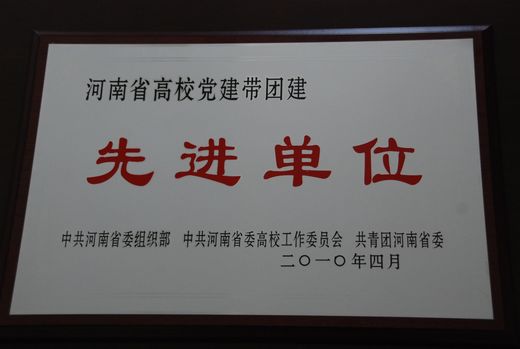 河南省高校党建带团建
先进单位
中共河南省委组织部 中共河南省委高校工作委员会 共青团河南省委
二〇一〇年四月